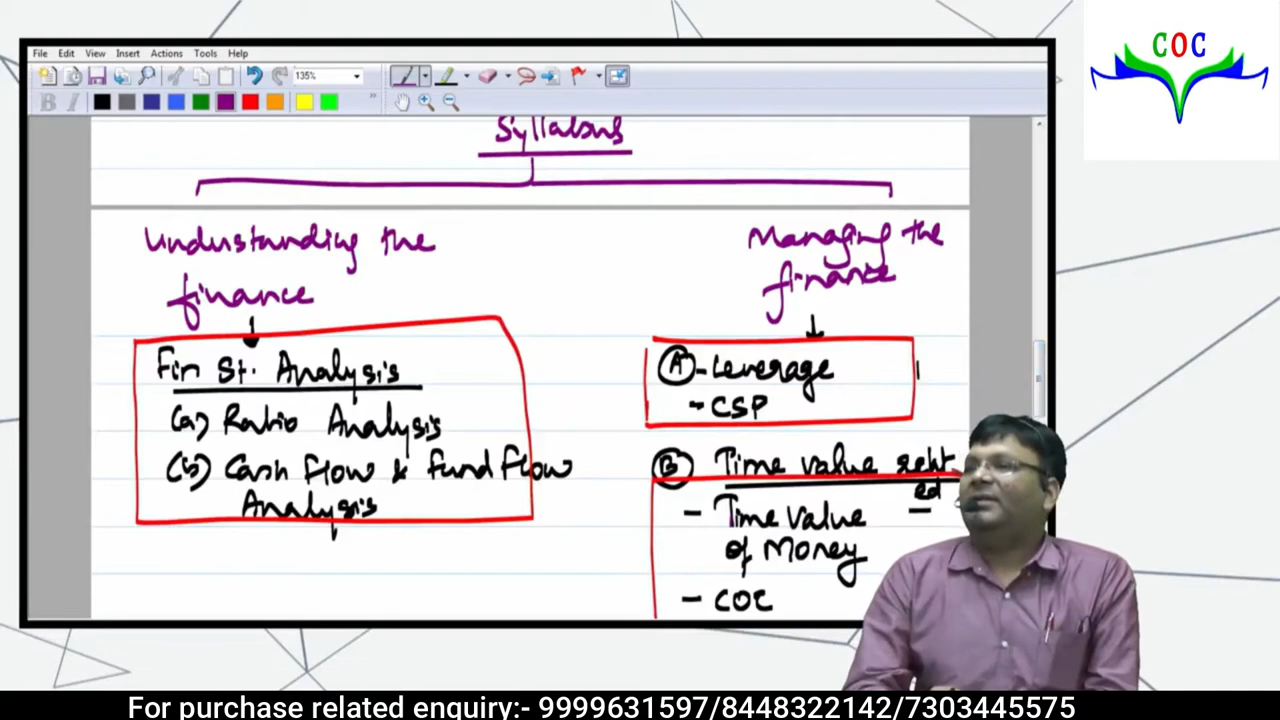 COC
File Edit View Insert Actions Tools Help
135%
B I
Syllabus
Understanding the
finance
Managing the
finance
Fin St. Analysis
(a) Ratio Analysis
(b) Cash flow & fund flow
Analysis
A - Leverage
- CSP
B Time value relat
ed
- Time value
of Money
- COC
For purchase related enquiry:- 9999631597/8448322142/7303445575